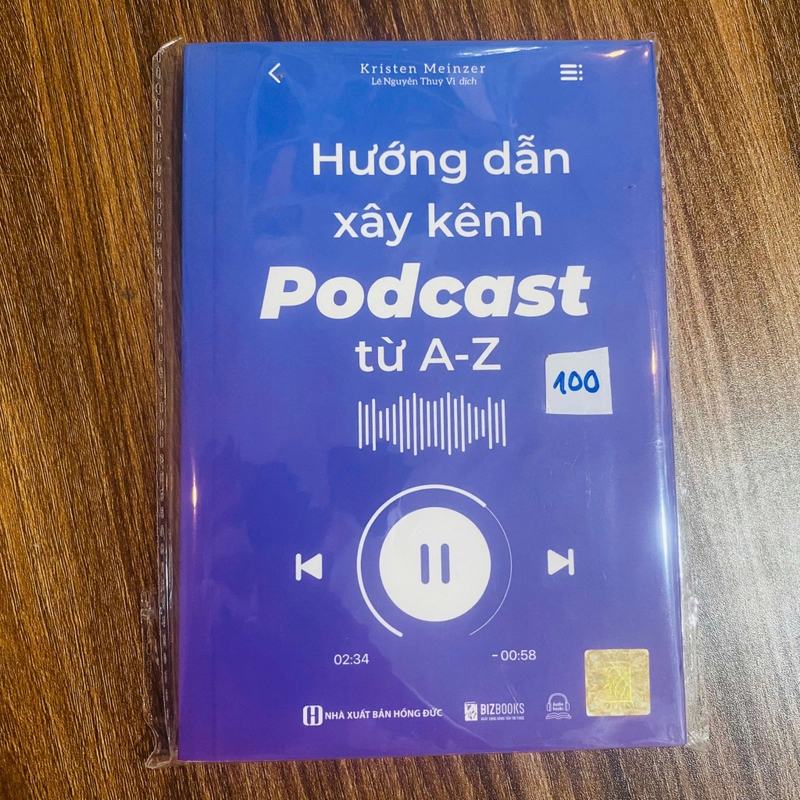 Kristen Meinzer
Lê Nguyên Thuý Vi dịch
Hướng dẫn
xây kênh
Podcast
từ A-Z
100
02:34
-00:58
NHÀ XUẤT BẢN HỒNG ĐỨC
BIZBOOKS